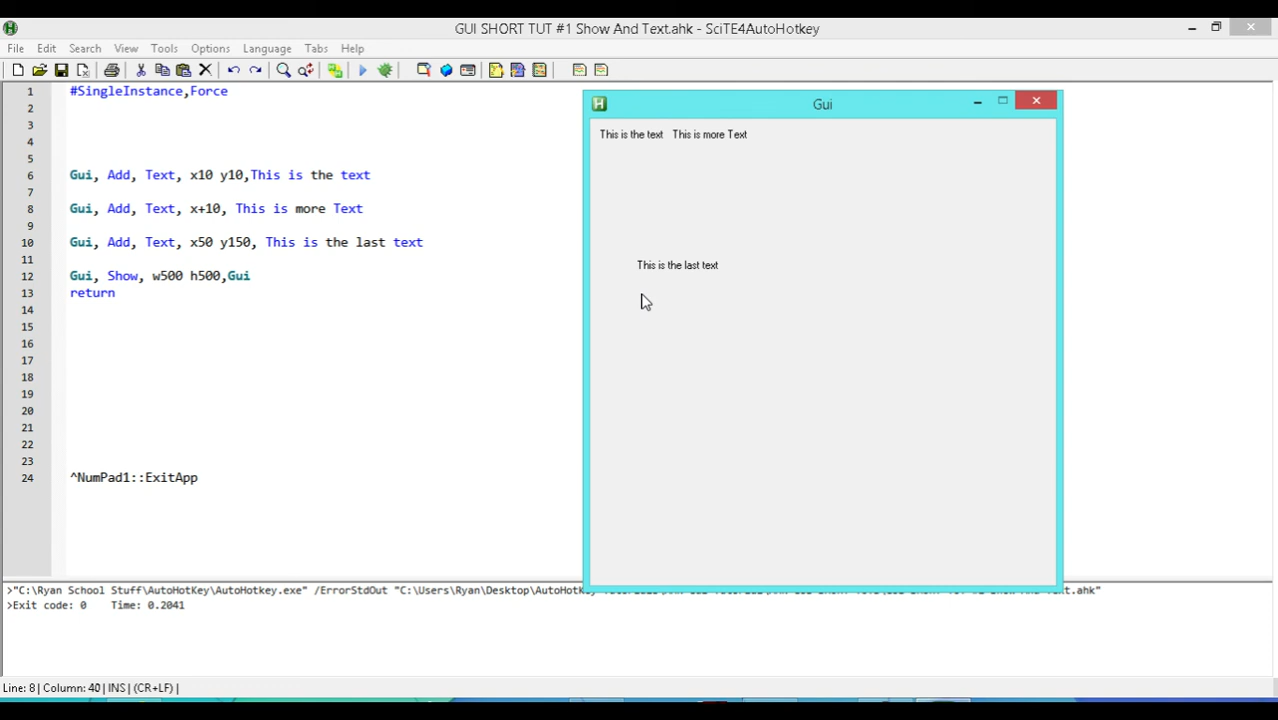 GUI SHORT TUT #1 Show And Text.ahk - SciTE4AutoHotkey
File Edit Search View Tools Options Language Tabs Help
1 #SingleInstance,Force
2
3
4
5
6 Gui, Add, Text, x10 y10,This is the text
7
8 Gui, Add, Text, x+10, This is more Text
9
10 Gui, Add, Text, x50 y150, This is the last text
11
12 Gui, Show, w500 h500,Gui
13 return
14
15
16
17
18
19
20
21
22
23
24 ^NumPad1::ExitApp
Gui
This is the text This is more Text
This is the last text
>"C:\Ryan School Stuff\AutoHotKey\AutoHotkey.exe" /ErrorStdOut "C:\Users\Ryan\Desktop\AutoHotKey
>Exit code: 0 Time: 0.2041
Line: 8 | Column: 40 | INS | (CR+LF) |